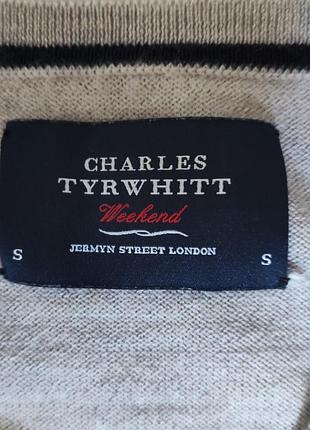 CHARLES
TYRWHITT
Weekend
JERMYN STREET LONDON
S S